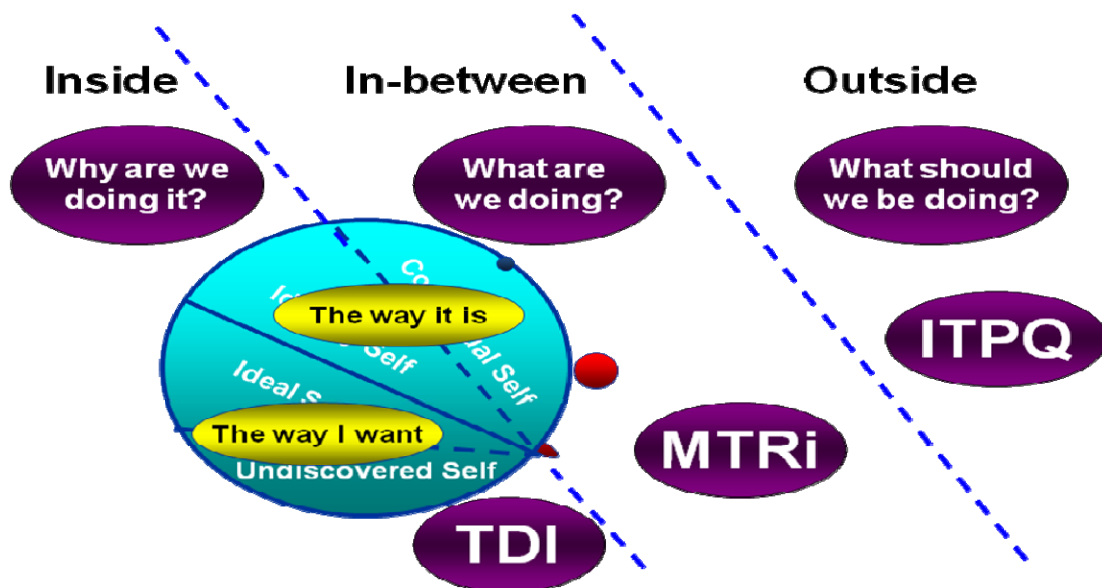 Inside
In-between
Outside
Why are we
doing it?
What are
we doing?
What should
we be doing?
The way it is
Self
Self
Ideal
The way I want
Undiscovered Self
ITPQ
MTRi
TDI